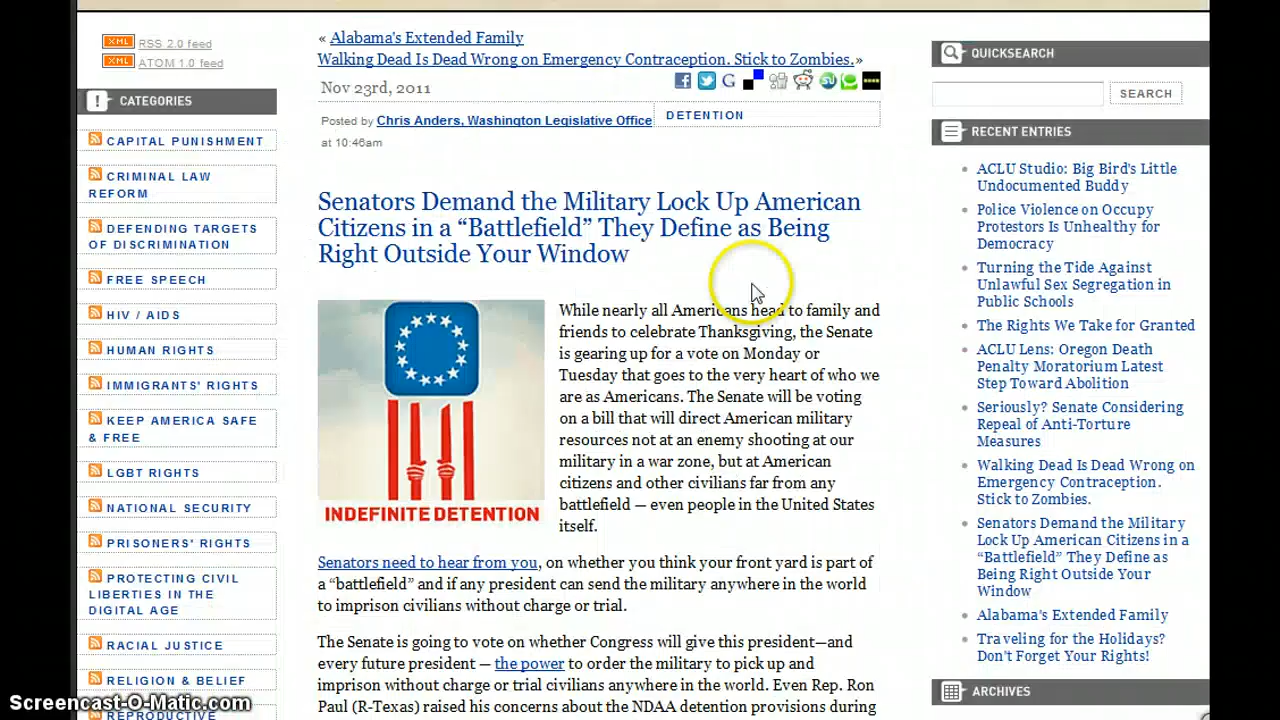 RSS 2.0 feed
ATOM 1.0 feed
CATEGORIES
CAPITAL PUNISHMENT
CRIMINAL LAW
REFORM
DEFENDING TARGETS
OF DISCRIMINATION
FREE SPEECH
HIV / AIDS
HUMAN RIGHTS
IMMIGRANTS' RIGHTS
KEEP AMERICA SAFE
& FREE
LGBT RIGHTS
NATIONAL SECURITY
PRISONERS' RIGHTS
PROTECTING CIVIL
LIBERTIES IN THE
DIGITAL AGE
RACIAL JUSTICE
RELIGION & BELIEF
REPRODUCTIVE
XML
XML
« Alabama's Extended Family
Walking Dead Is Dead Wrong on Emergency Contraception. Stick to Zombies. »
Nov 23rd, 2011
Posted by Chris Anders, Washington Legislative Office
at 10:46am
DETENTION
Senators Demand the Military Lock Up American
Citizens in a “Battlefield” They Define as Being
Right Outside Your Window
INDEFINITE DETENTION
While nearly all Americans head to family and
friends to celebrate Thanksgiving, the Senate
is gearing up for a vote on Monday or
Tuesday that goes to the very heart of who we
are as Americans. The Senate will be voting
on a bill that will direct American military
resources not at an enemy shooting at our
military in a war zone, but at American
citizens and other civilians far from any
battlefield — even people in the United States
itself.
Senators need to hear from you, on whether you think your front yard is part of
a “battlefield” and if any president can send the military anywhere in the world
to imprison civilians without charge or trial.
The Senate is going to vote on whether Congress will give this president—and
every future president — the power to order the military to pick up and
imprison without charge or trial civilians anywhere in the world. Even Rep. Ron
Paul (R-Texas) raised his concerns about the NDAA detention provisions during
QUICKSEARCH
SEARCH
RECENT ENTRIES
ACLU Studio: Big Bird's Little
Undocumented Buddy
Police Violence on Occupy
Protestors Is Unhealthy for
Democracy
Turning the Tide Against
Unlawful Sex Segregation in
Public Schools
The Rights We Take for Granted
ACLU Lens: Oregon Death
Penalty Moratorium Latest
Step Toward Abolition
Seriously? Senate Considering
Repeal of Anti-Torture
Measures
Walking Dead Is Dead Wrong on
Emergency Contraception.
Stick to Zombies.
Senators Demand the Military
Lock Up American Citizens in a
“Battlefield” They Define as
Being Right Outside Your
Window
Alabama's Extended Family
Traveling for the Holidays?
Don't Forget Your Rights!
ARCHIVES
Screencast-O-Matic.com